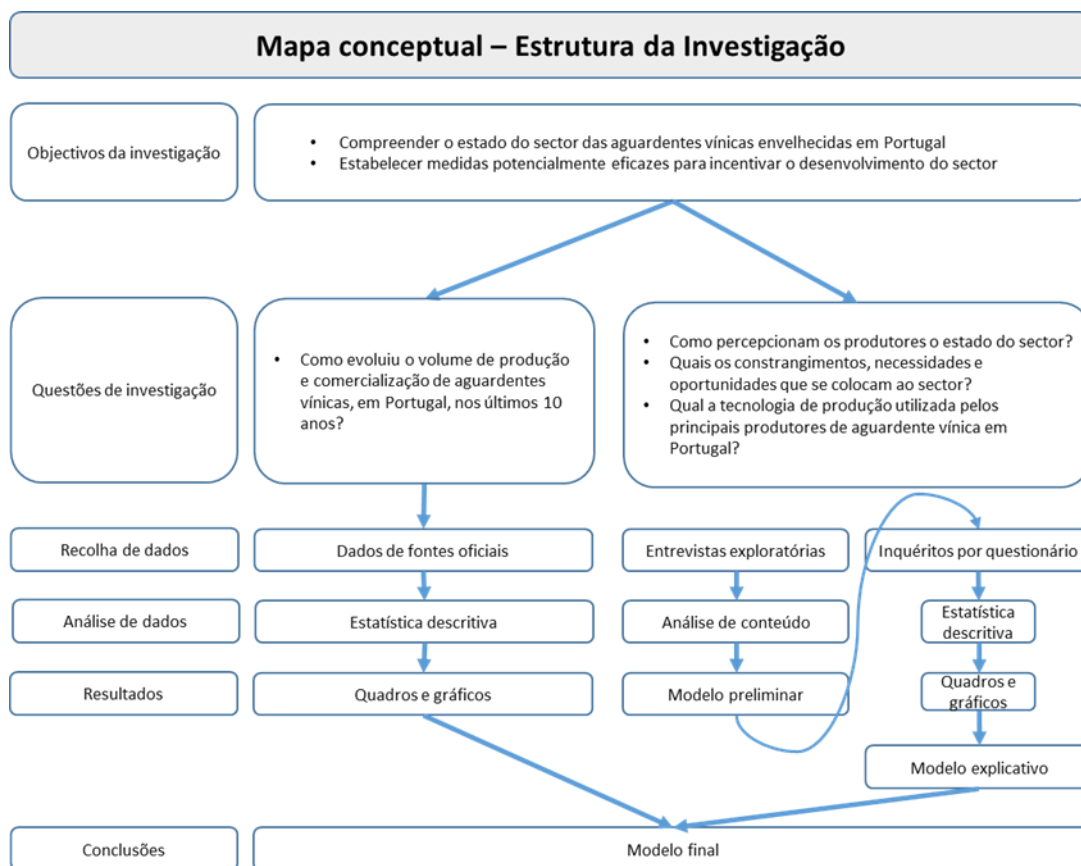 Mapa conceptual – Estrutura da Investigação
Objectivos da investigação
• Compreender o estado do sector das aguardentes vínicas envelhecidas em Portugal
• Estabelecer medidas potencialmente eficazes para incentivar o desenvolvimento do sector
Questões de investigação
• Como evoluiu o volume de produção
e comercialização de aguardentes
vínicas, em Portugal, nos últimos 10
anos?
• Como percepcionam os produtores o estado do sector?
• Quais os constrangimentos, necessidades e
oportunidades que se colocam ao sector?
• Qual a tecnologia de produção utilizada pelos
principais produtores de aguardente vínica em
Portugal?
Recolha de dados
Dados de fontes oficiais
Entrevistas exploratórias
Inquéritos por questionário
Análise de dados
Estatística descritiva
Análise de conteúdo
Estatística
descritiva
Resultados
Quadros e gráficos
Modelo preliminar
Quadros e
gráficos
Modelo explicativo
Conclusões
Modelo final